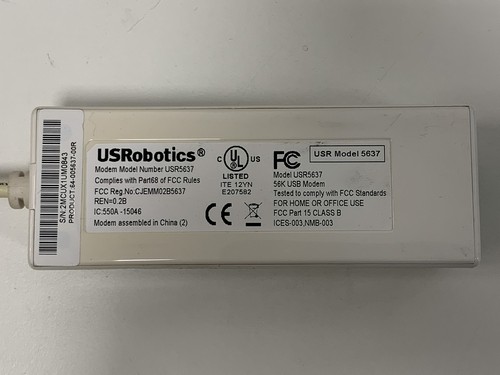 S/N:2MCUX1UM0843
PRODUCT:64-005637-00R
USRobotics®
Modem Model Number USR5637
Complies with Part68 of FCC Rules
FCC Reg No:CJEMM02B5637
REN=0.2B
IC:550A -15046
Modem assembled in China (2)
C UL US
LISTED
ITE 12YN
E207582
CE
FC
USR Model 5637
Model USR5637
56K USB Modem
Tested to comply with FCC Standards
FOR HOME OR OFFICE USE
FCC Part 15 CLASS B
ICES-003,NMB-003